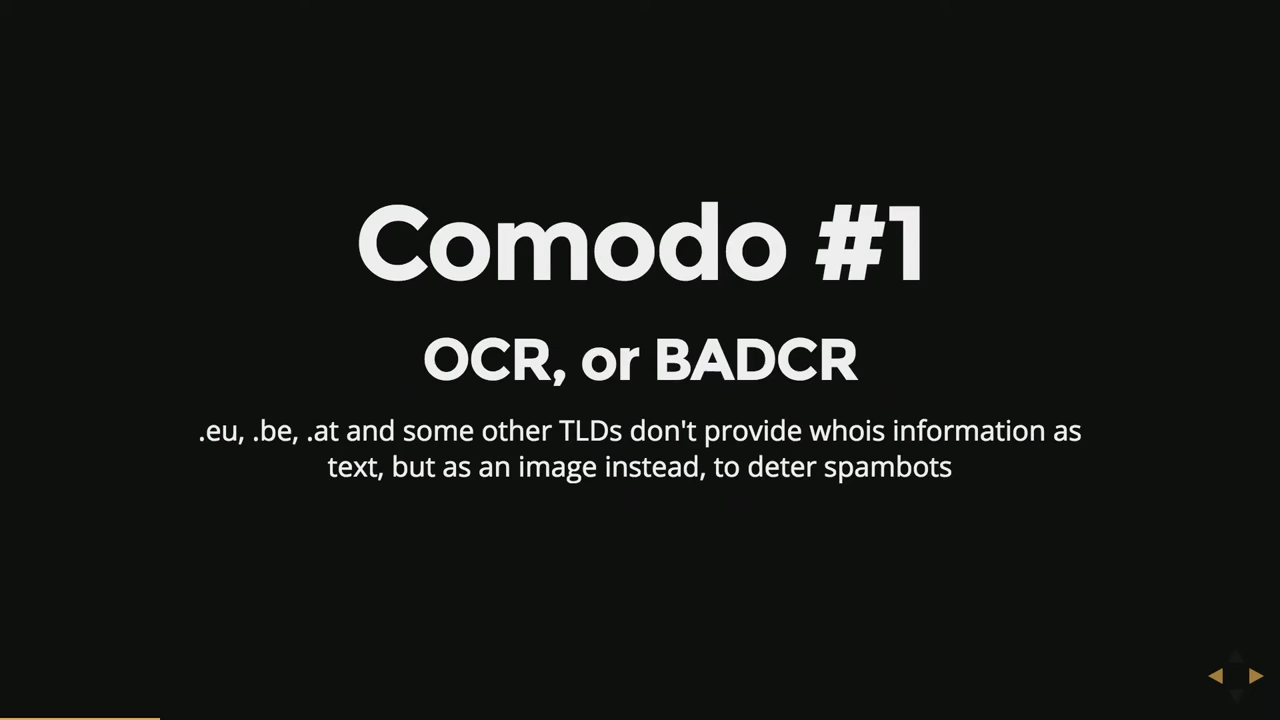 Comodo #1
OCR, or BADCR
.eu, .be, .at and some other TLDs don't provide whois information as
text, but as an image instead, to deter spambots